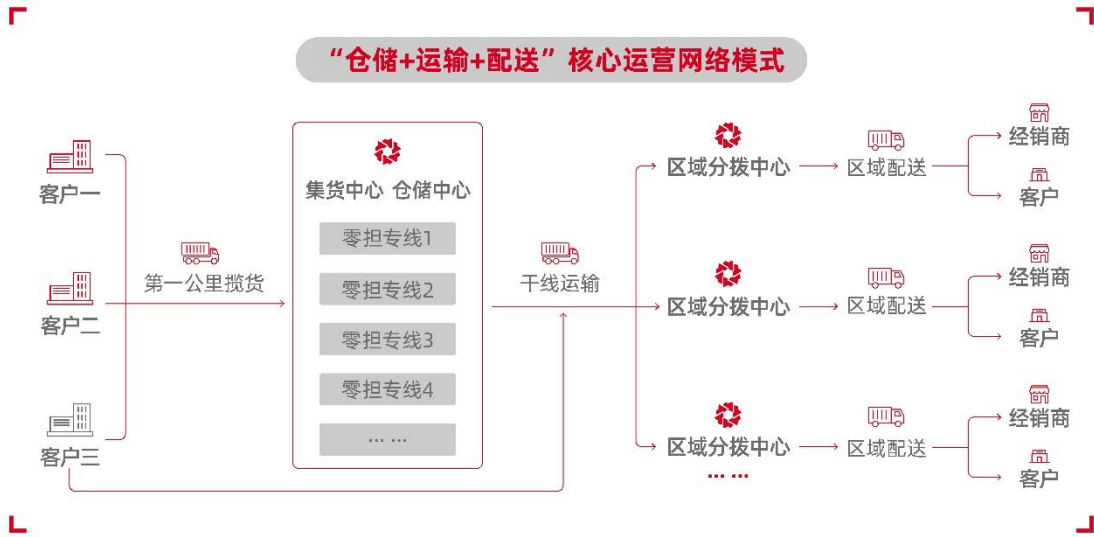 “仓储+运输+配送”核心运营网络模式
客户一
客户二
客户三
第一公里揽货
集货中心 仓储中心
零担专线1
零担专线2
零担专线3
零担专线4
... ...
干线运输
区域分拨中心
区域配送
经销商
客户
区域分拨中心
区域配送
经销商
客户
区域分拨中心
... ...
区域配送
经销商
客户